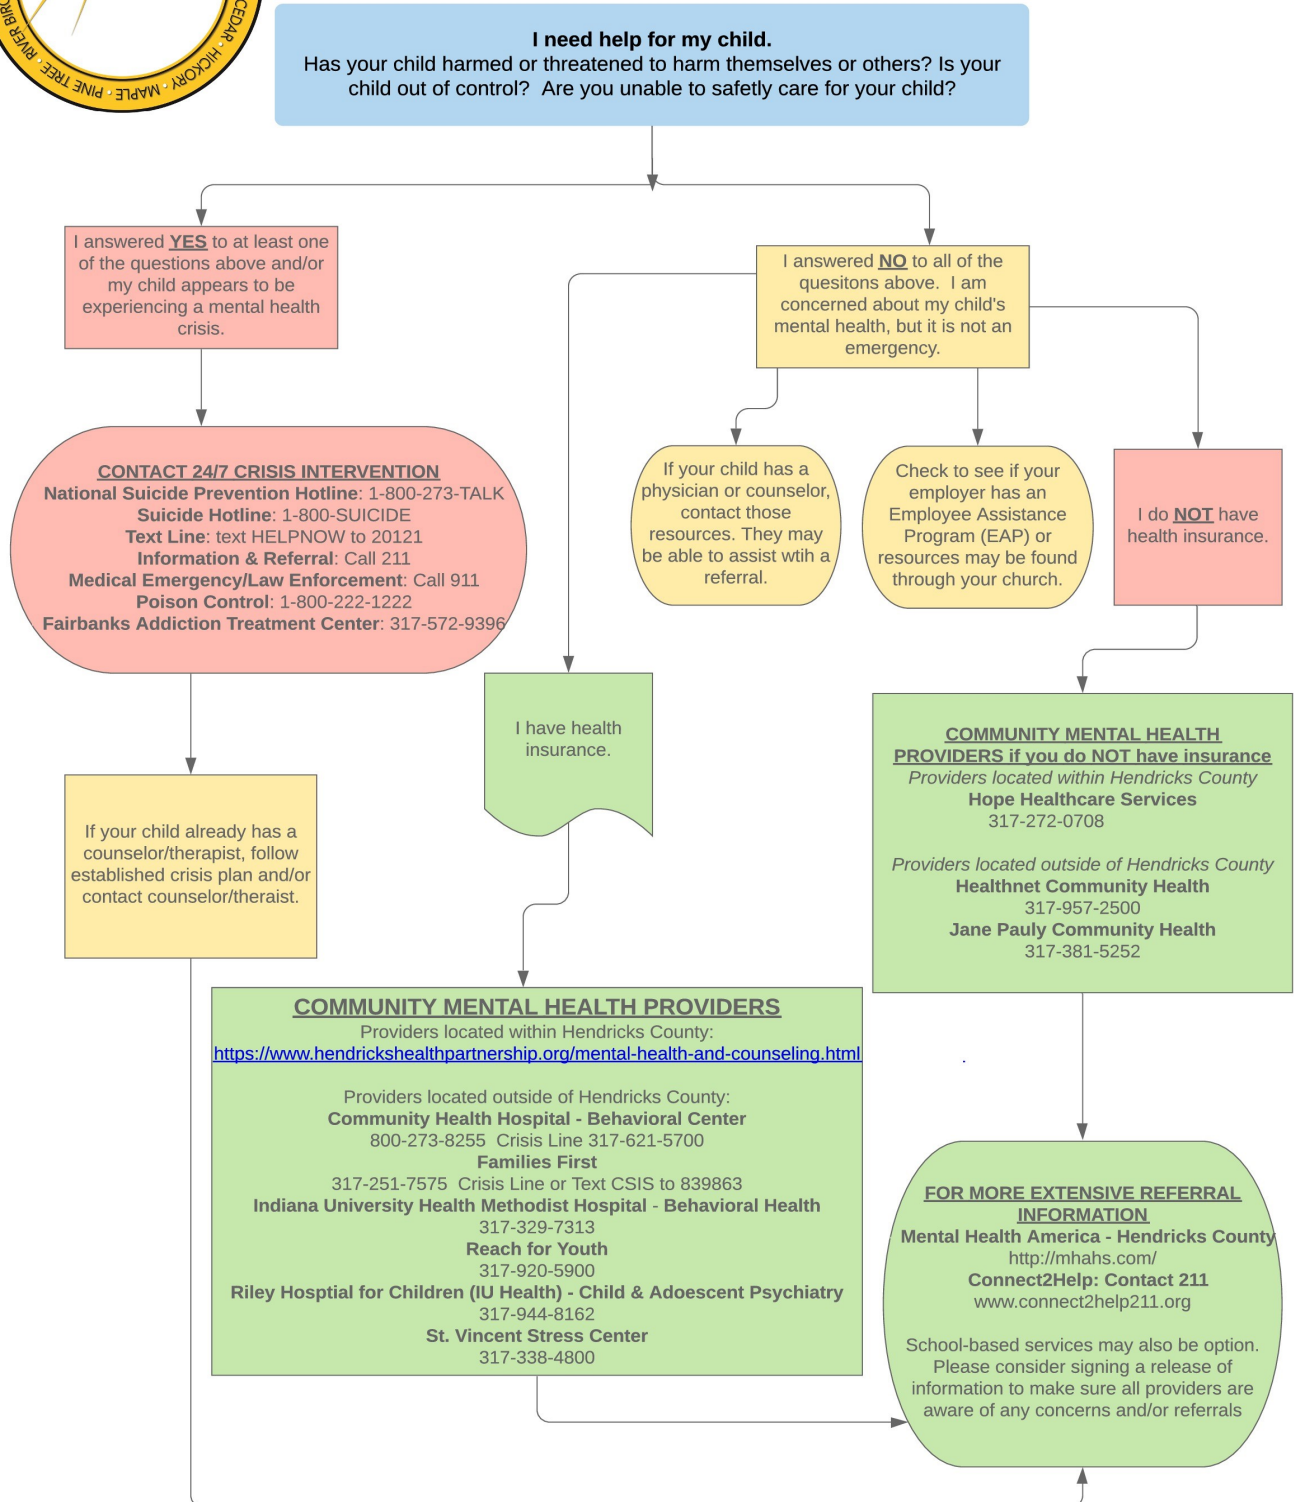 RIVER BIRCH · PINE TREE · MAPLE · HICKORY · CEDAR
I need help for my child.
Has your child harmed or threatened to harm themselves or others? Is your
child out of control?  Are you unable to safetly care for your child?
I answered YES to at least one
of the questions above and/or
my child appears to be
experiencing a mental health
crisis.
I answered NO to all of the
quesitons above.  I am
concerned about my child's
mental health, but it is not an
emergency.
CONTACT 24/7 CRISIS INTERVENTION
National Suicide Prevention Hotline: 1-800-273-TALK
Suicide Hotline: 1-800-SUICIDE
Text Line: text HELPNOW to 20121
Information & Referral: Call 211
Medical Emergency/Law Enforcement: Call 911
Poison Control: 1-800-222-1222
Fairbanks Addiction Treatment Center: 317-572-9396
If your child has a
physician or counselor,
contact those
resources. They may
be able to assist wtih a
referral.
Check to see if your
employer has an
Employee Assistance
Program (EAP) or
resources may be found
through your church.
I do NOT have
health insurance.
I have health
insurance.
If your child already has a
counselor/therapist, follow
established crisis plan and/or
contact counselor/theraist.
COMMUNITY MENTAL HEALTH
PROVIDERS if you do NOT have insurance
Providers located within Hendricks County
Hope Healthcare Services
317-272-0708
Providers located outside of Hendricks County
Healthnet Community Health
317-957-2500
Jane Pauly Community Health
317-381-5252
COMMUNITY MENTAL HEALTH PROVIDERS
Providers located within Hendricks County:
https://www.hendrickshealthpartnership.org/mental-health-and-counseling.html
Providers located outside of Hendricks County:
Community Health Hospital - Behavioral Center
800-273-8255  Crisis Line 317-621-5700
Families First
317-251-7575  Crisis Line or Text CSIS to 839863
Indiana University Health Methodist Hospital - Behavioral Health
317-329-7313
Reach for Youth
317-920-5900
Riley Hosptial for Children (IU Health) - Child & Adoescent Psychiatry
317-944-8162
St. Vincent Stress Center
317-338-4800
FOR MORE EXTENSIVE REFERRAL
INFORMATION
Mental Health America - Hendricks County
http://mhahs.com/
Connect2Help: Contact 211
www.connect2help211.org
School-based services may also be option.
Please consider signing a release of
information to make sure all providers are
aware of any concerns and/or referrals